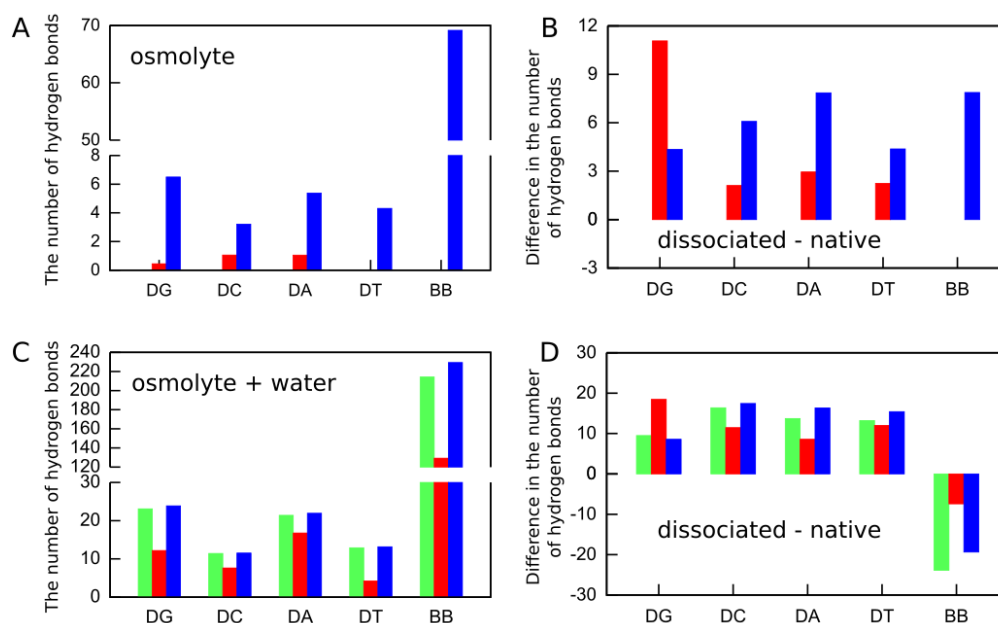 A
The number of hydrogen bonds
osmolyte
70
60
50
8
6
4
2
0
DG DC DA DT BB
B
Difference in the number
of hydrogen bonds
12
9
6
3
0
-3
dissociated - native
DG DC DA DT BB
C
The number of hydrogen bonds
osmolyte + water
240
220
200
180
160
140
120
30
20
10
0
DG DC DA DT BB
D
Difference in the number
of hydrogen bonds
30
20
10
0
-10
-20
-30
dissociated - native
DG DC DA DT BB